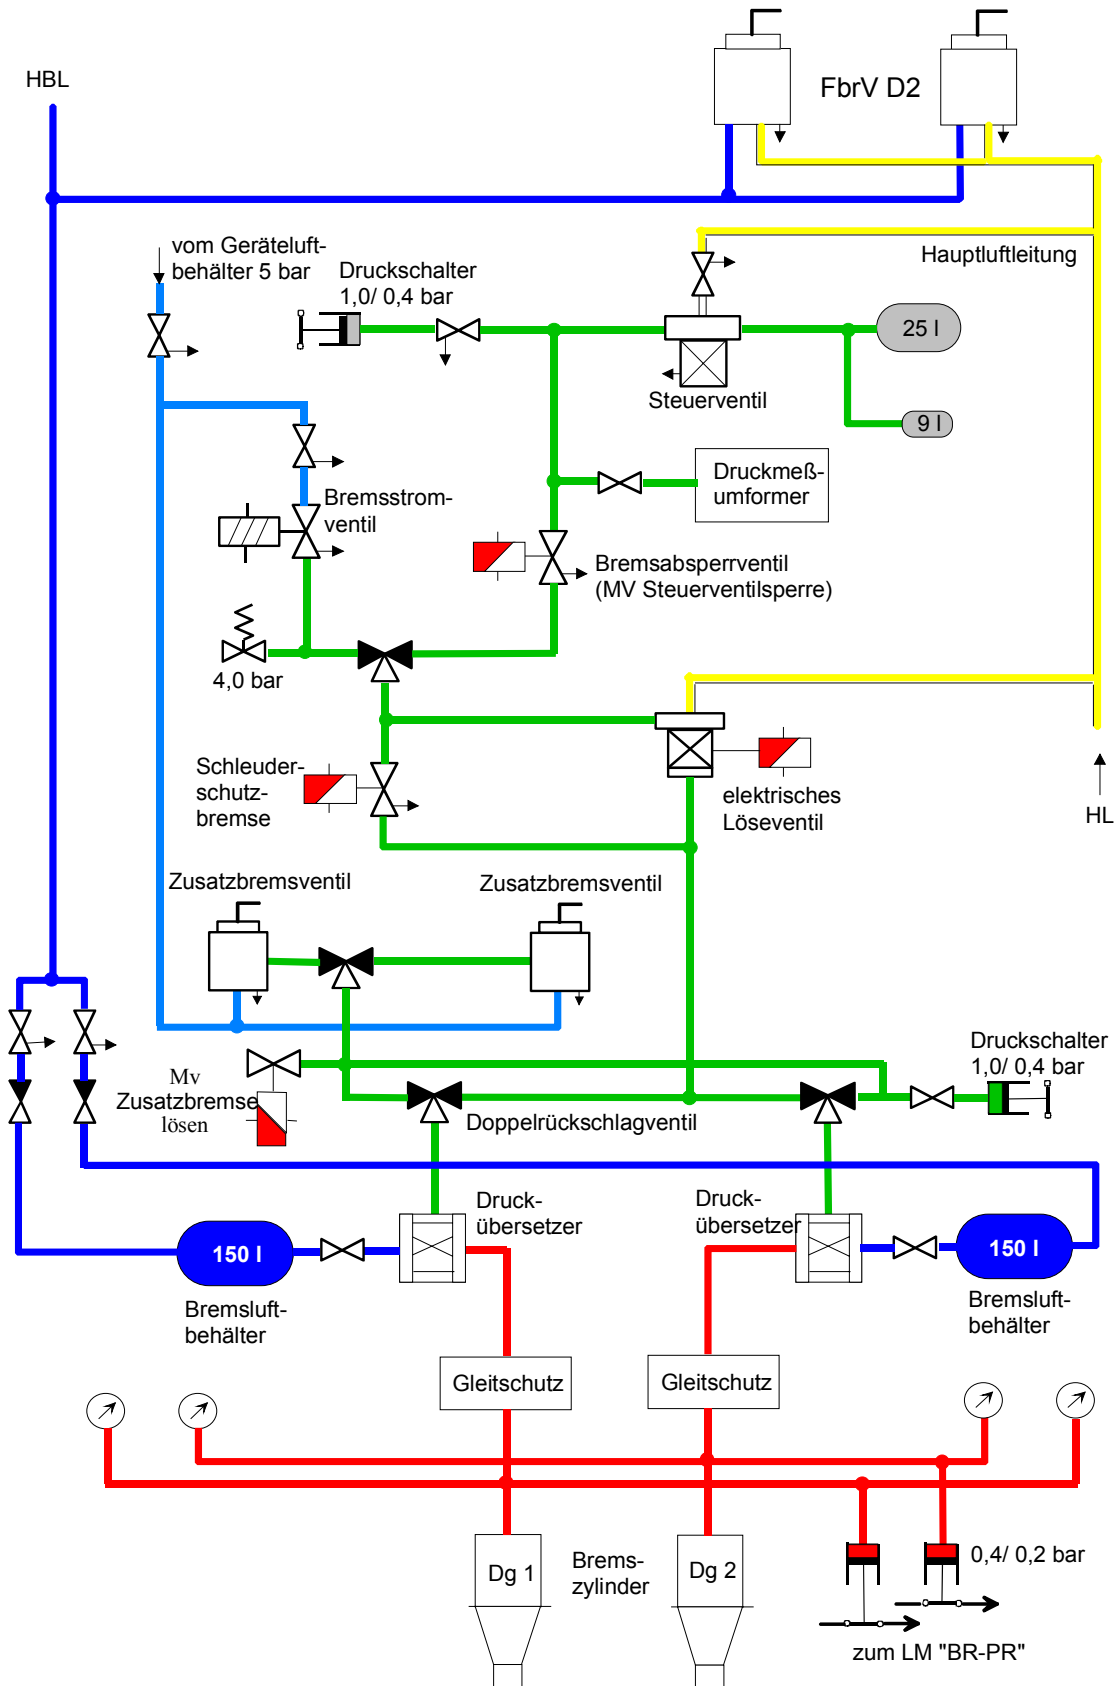 HBL
FbrV D2
vom Geräteluft-
behälter 5 bar
Druckschalter
1,0/ 0,4 bar
Hauptluftleitung
25 l
Steuerventil
9 l
Druckmeß-
umformer
Bremsstrom-
ventil
Bremsabsperrventil
(MV Steuerventilsperre)
4,0 bar
Schleuder-
schutz-
bremse
elektrisches
Löseventil
HL
Zusatzbremsventil
Zusatzbremsventil
Druckschalter
1,0/ 0,4 bar
Mv
Zusatzbremse
lösen
Doppelrückschlagventil
Druck-
übersetzer
Druck-
übersetzer
150 l
150 l
Bremsluft-
behälter
Bremsluft-
behälter
Gleitschutz
Gleitschutz
Dg 1
Brems-
zylinder
Dg 2
0,4/ 0,2 bar
zum LM "BR-PR"